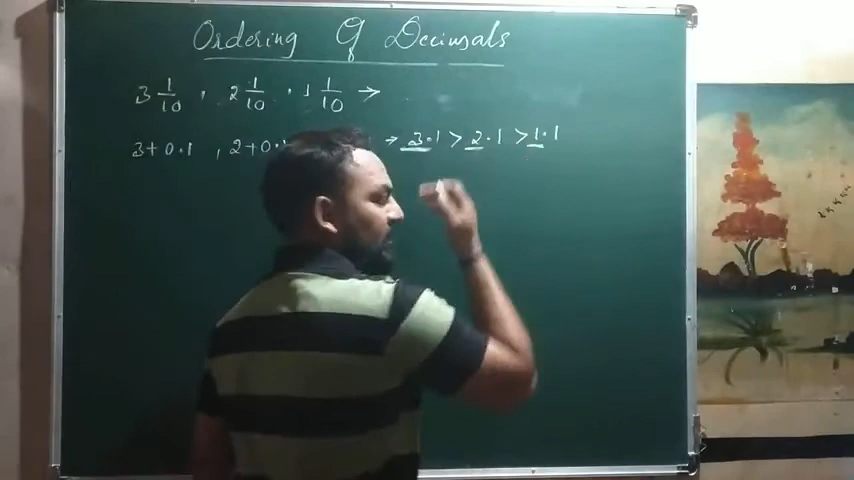 Ordering Of Decimals
3 1/10 , 2 1/10 , 1 1/10 →
3+0.1 , 2+0.1 → 3.1 > 2.1 > 1.1